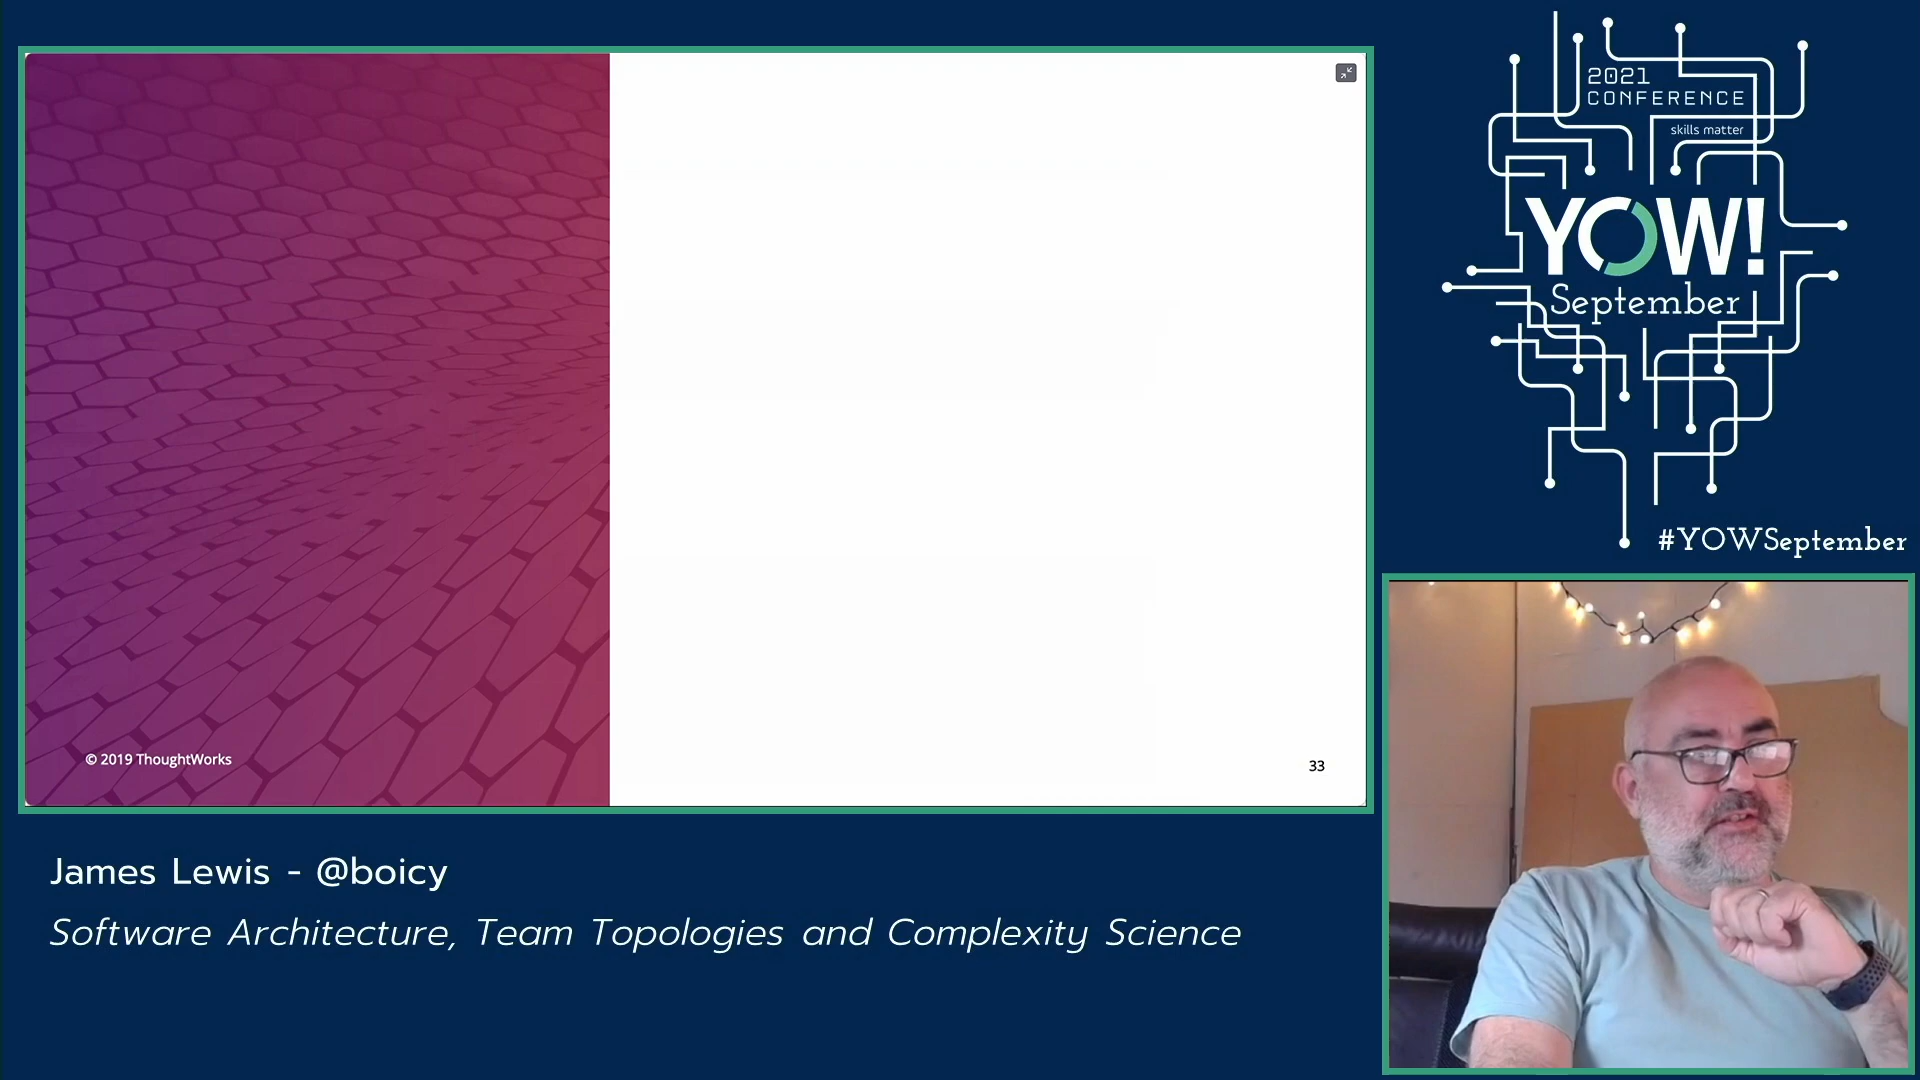 2021
CONFERENCE
skills matter
YOW!
September
#YOWSeptember
© 2019 ThoughtWorks
33
James Lewis - @boicy
Software Architecture, Team Topologies and Complexity Science